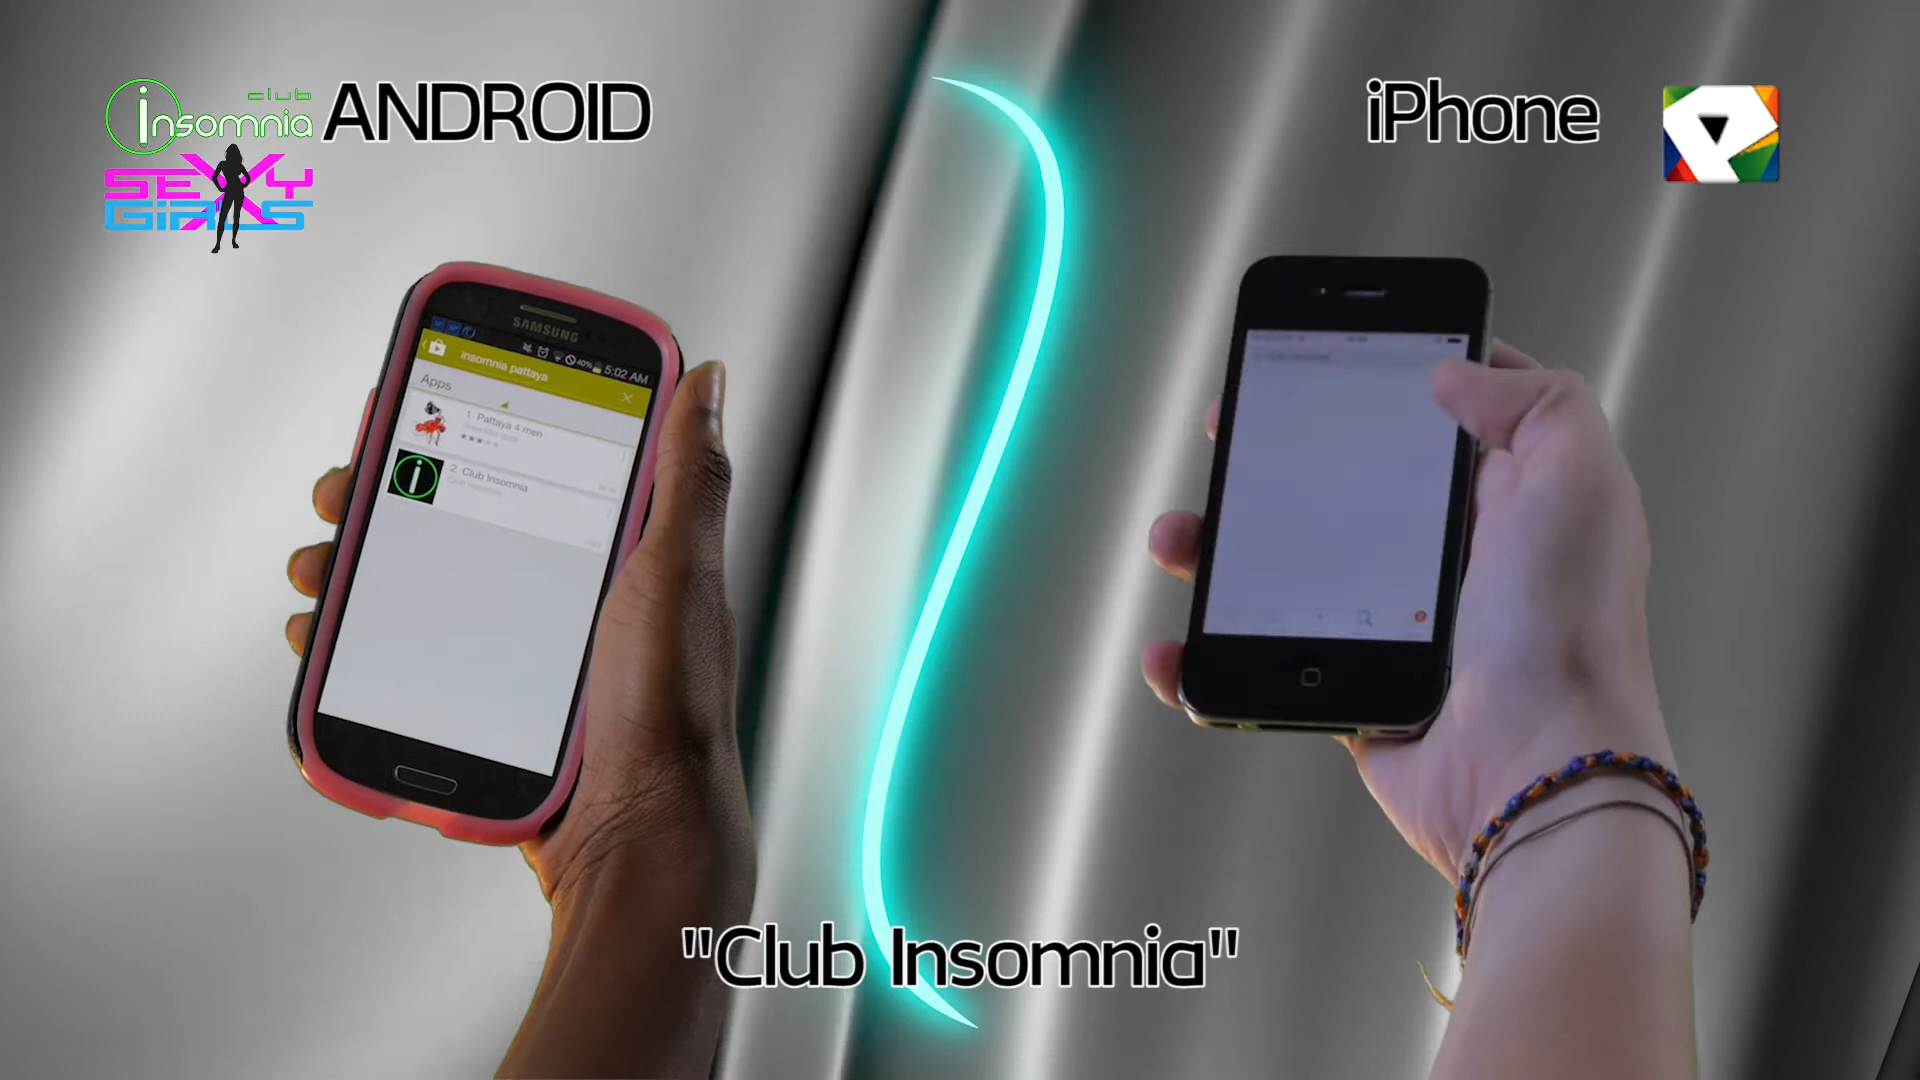 club
insomnia
SEXY
GiRLS
ANDROID
iPhone
SAMSUNG
40% 5:02 AM
insomnia pattaya
Apps
1. Pattaya 4 men
2. Club Insomnia
"Club Insomnia"